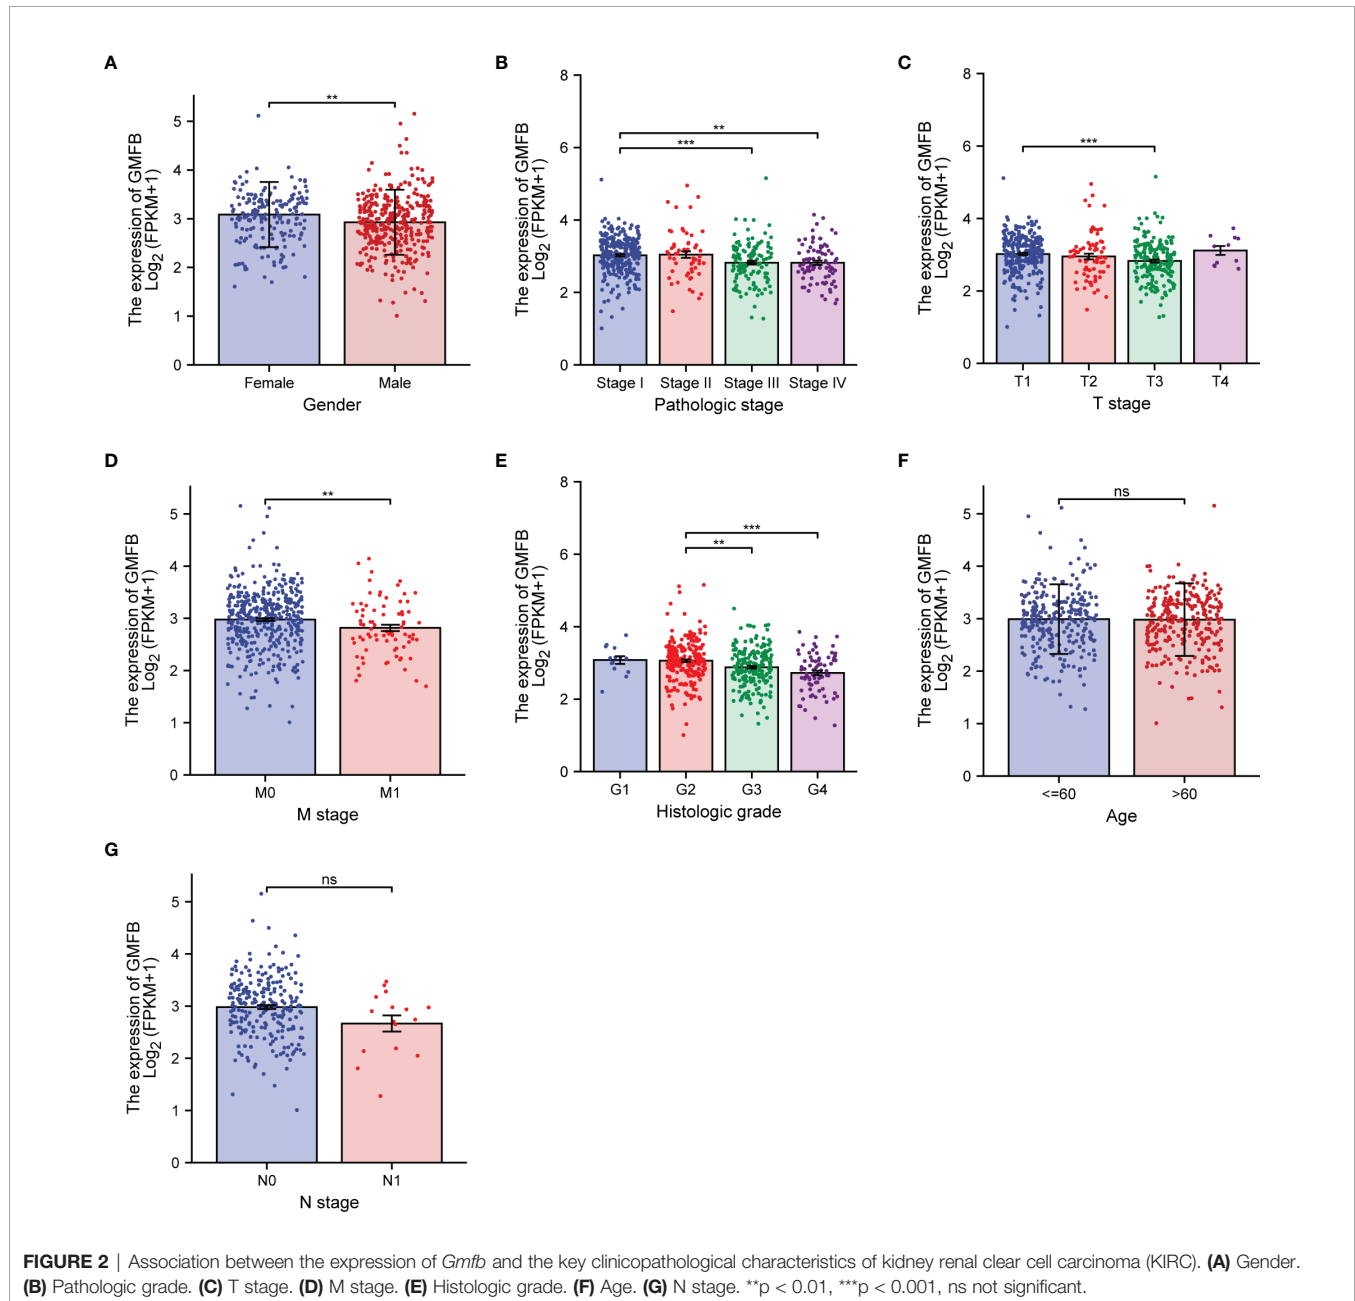 A
The expression of GMFB
Log2 (FPKM+1)
5
4
3
2
1
0
**
Female
Male
Gender
B
The expression of GMFB
Log2 (FPKM+1)
8
6
4
2
0
**
***
Stage I
Stage II
Stage III
Stage IV
Pathologic stage
C
The expression of GMFB
Log2 (FPKM+1)
8
6
4
2
0
***
T1
T2
T3
T4
T stage
D
The expression of GMFB
Log2 (FPKM+1)
5
4
3
2
1
0
**
M0
M1
M stage
E
The expression of GMFB
Log2 (FPKM+1)
8
6
4
2
0
***
**
G1
G2
G3
G4
Histologic grade
F
The expression of GMFB
Log2 (FPKM+1)
5
4
3
2
1
0
ns
<=60
>60
Age
G
The expression of GMFB
Log2 (FPKM+1)
5
4
3
2
1
0
ns
N0
N1
N stage
FIGURE 2 | Association between the expression of Gmfb and the key clinicopathological characteristics of kidney renal clear cell carcinoma (KIRC). (A) Gender.
(B) Pathologic grade. (C) T stage. (D) M stage. (E) Histologic grade. (F) Age. (G) N stage. **p < 0.01, ***p < 0.001, ns not significant.